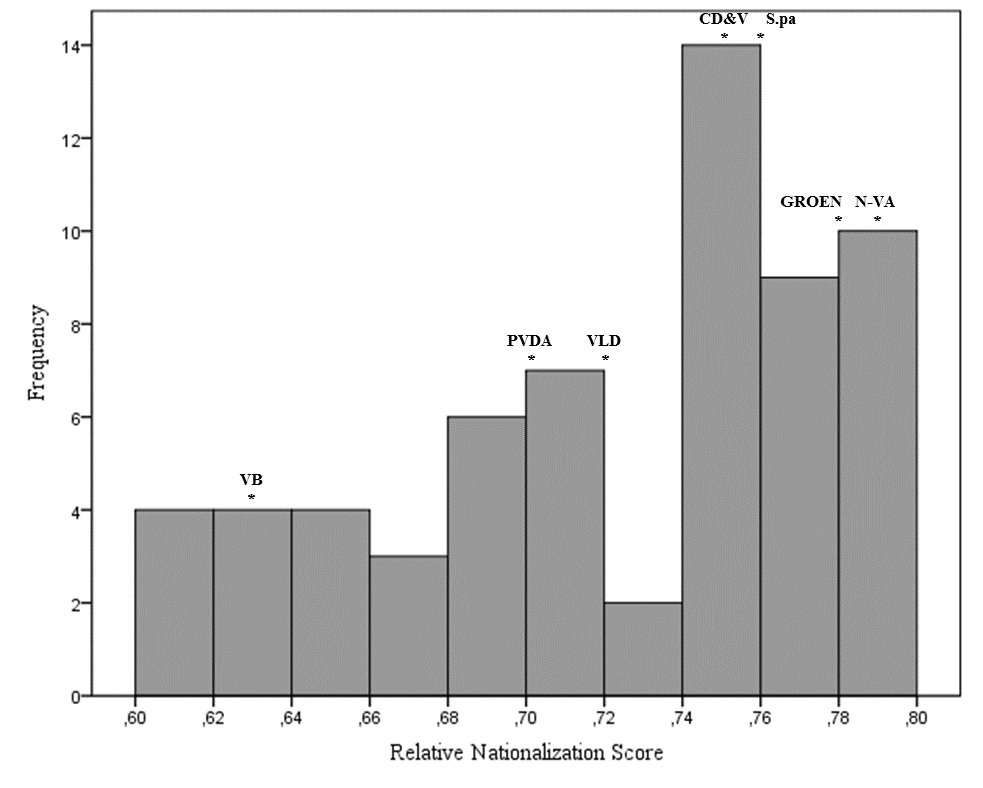 CD&V S.pa
* *
14
12
GROEN N-VA
* *
10
8
PVDA VLD
* *
6
VB
*
4
2
0
Frequency
,60 ,62 ,64 ,66 ,68 ,70 ,72 ,74 ,76 ,78 ,80
Relative Nationalization Score